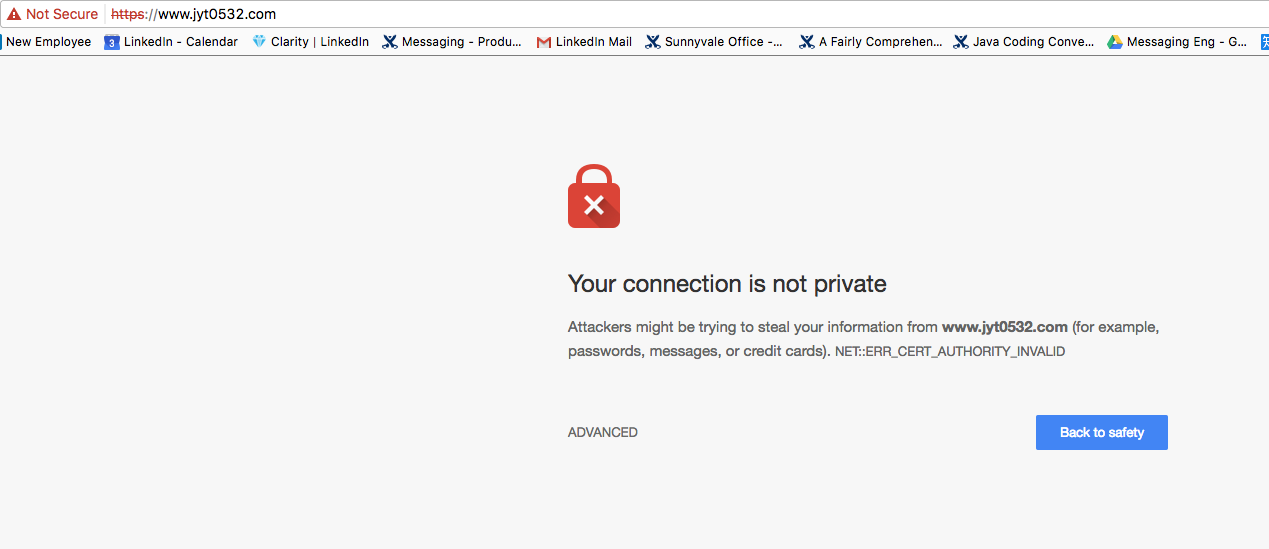 Not Secure https://www.jyt0532.com
New Employee 3 LinkedIn - Calendar Clarity | LinkedIn Messaging - Produ... LinkedIn Mail Sunnyvale Office -... A Fairly Comprehen... Java Coding Conve... Messaging Eng - G...
Your connection is not private
Attackers might be trying to steal your information from www.jyt0532.com (for example,
passwords, messages, or credit cards). NET::ERR_CERT_AUTHORITY_INVALID
ADVANCED Back to safety